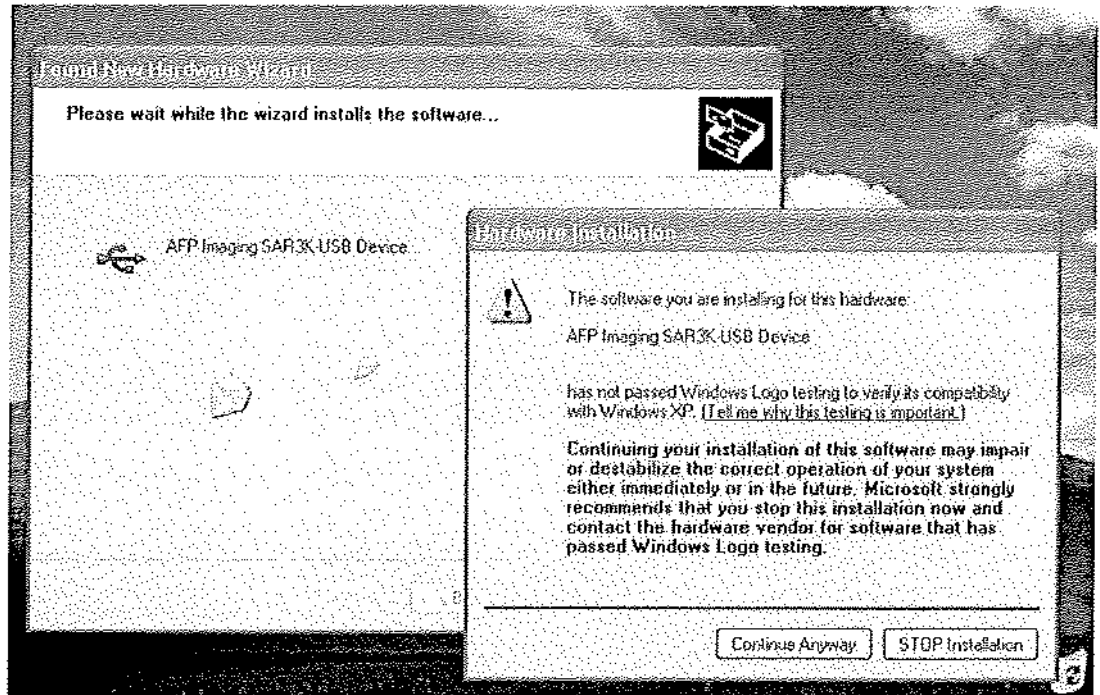 Found New Hardware Wizard
Please wait while the wizard installs the software...
AFP Imaging SAR3K-USB Device
Hardware Installation
The software you are installing for this hardware:
AFP Imaging SAR3K-USB Device
has not passed Windows Logo testing to verify its compatibility
with Windows XP. (Tell me why this testing is important.)
Continuing your installation of this software may impair
or destabilize the correct operation of your system
either immediately or in the future. Microsoft strongly
recommends that you stop this installation now and
contact the hardware vendor for software that has
passed Windows Logo testing.
Continue Anyway
STOP Installation